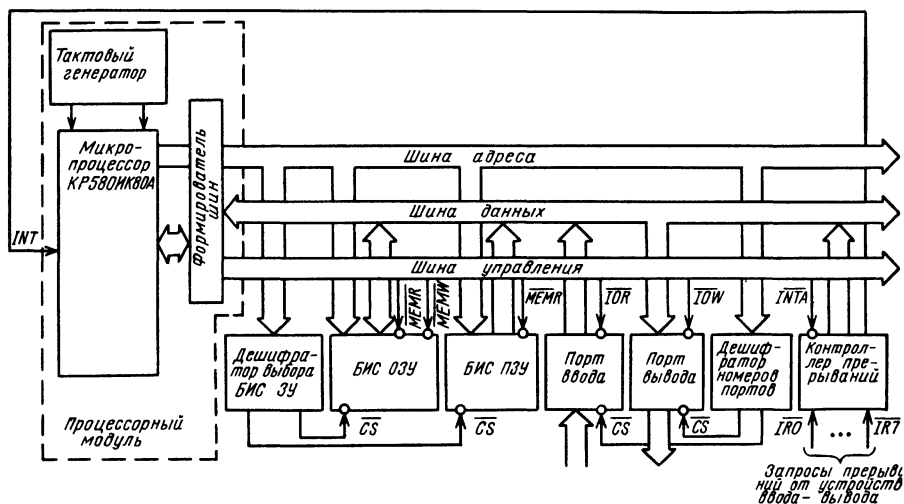 Тактовый
генератор
Микро-
процессор
КР580ИК80А
Формирователь
шин
Шина адреса
Шина данных
Шина управления
INT
MEMR
MEMW
MEMR
IOR
IOW
INTA
Дешифра-
тор выбора
БИС ЗУ
БИС ОЗУ
БИС ПЗУ
Порт
ввода
Порт
вывода
Дешиф-
ратор
номеров
портов
Контрол-
лер пре-
рываний
CS
CS
CS
CS
IR0
...
IR7
Процессорный
модуль
Запросы прерыва
ний от устройств
ввода-вывода